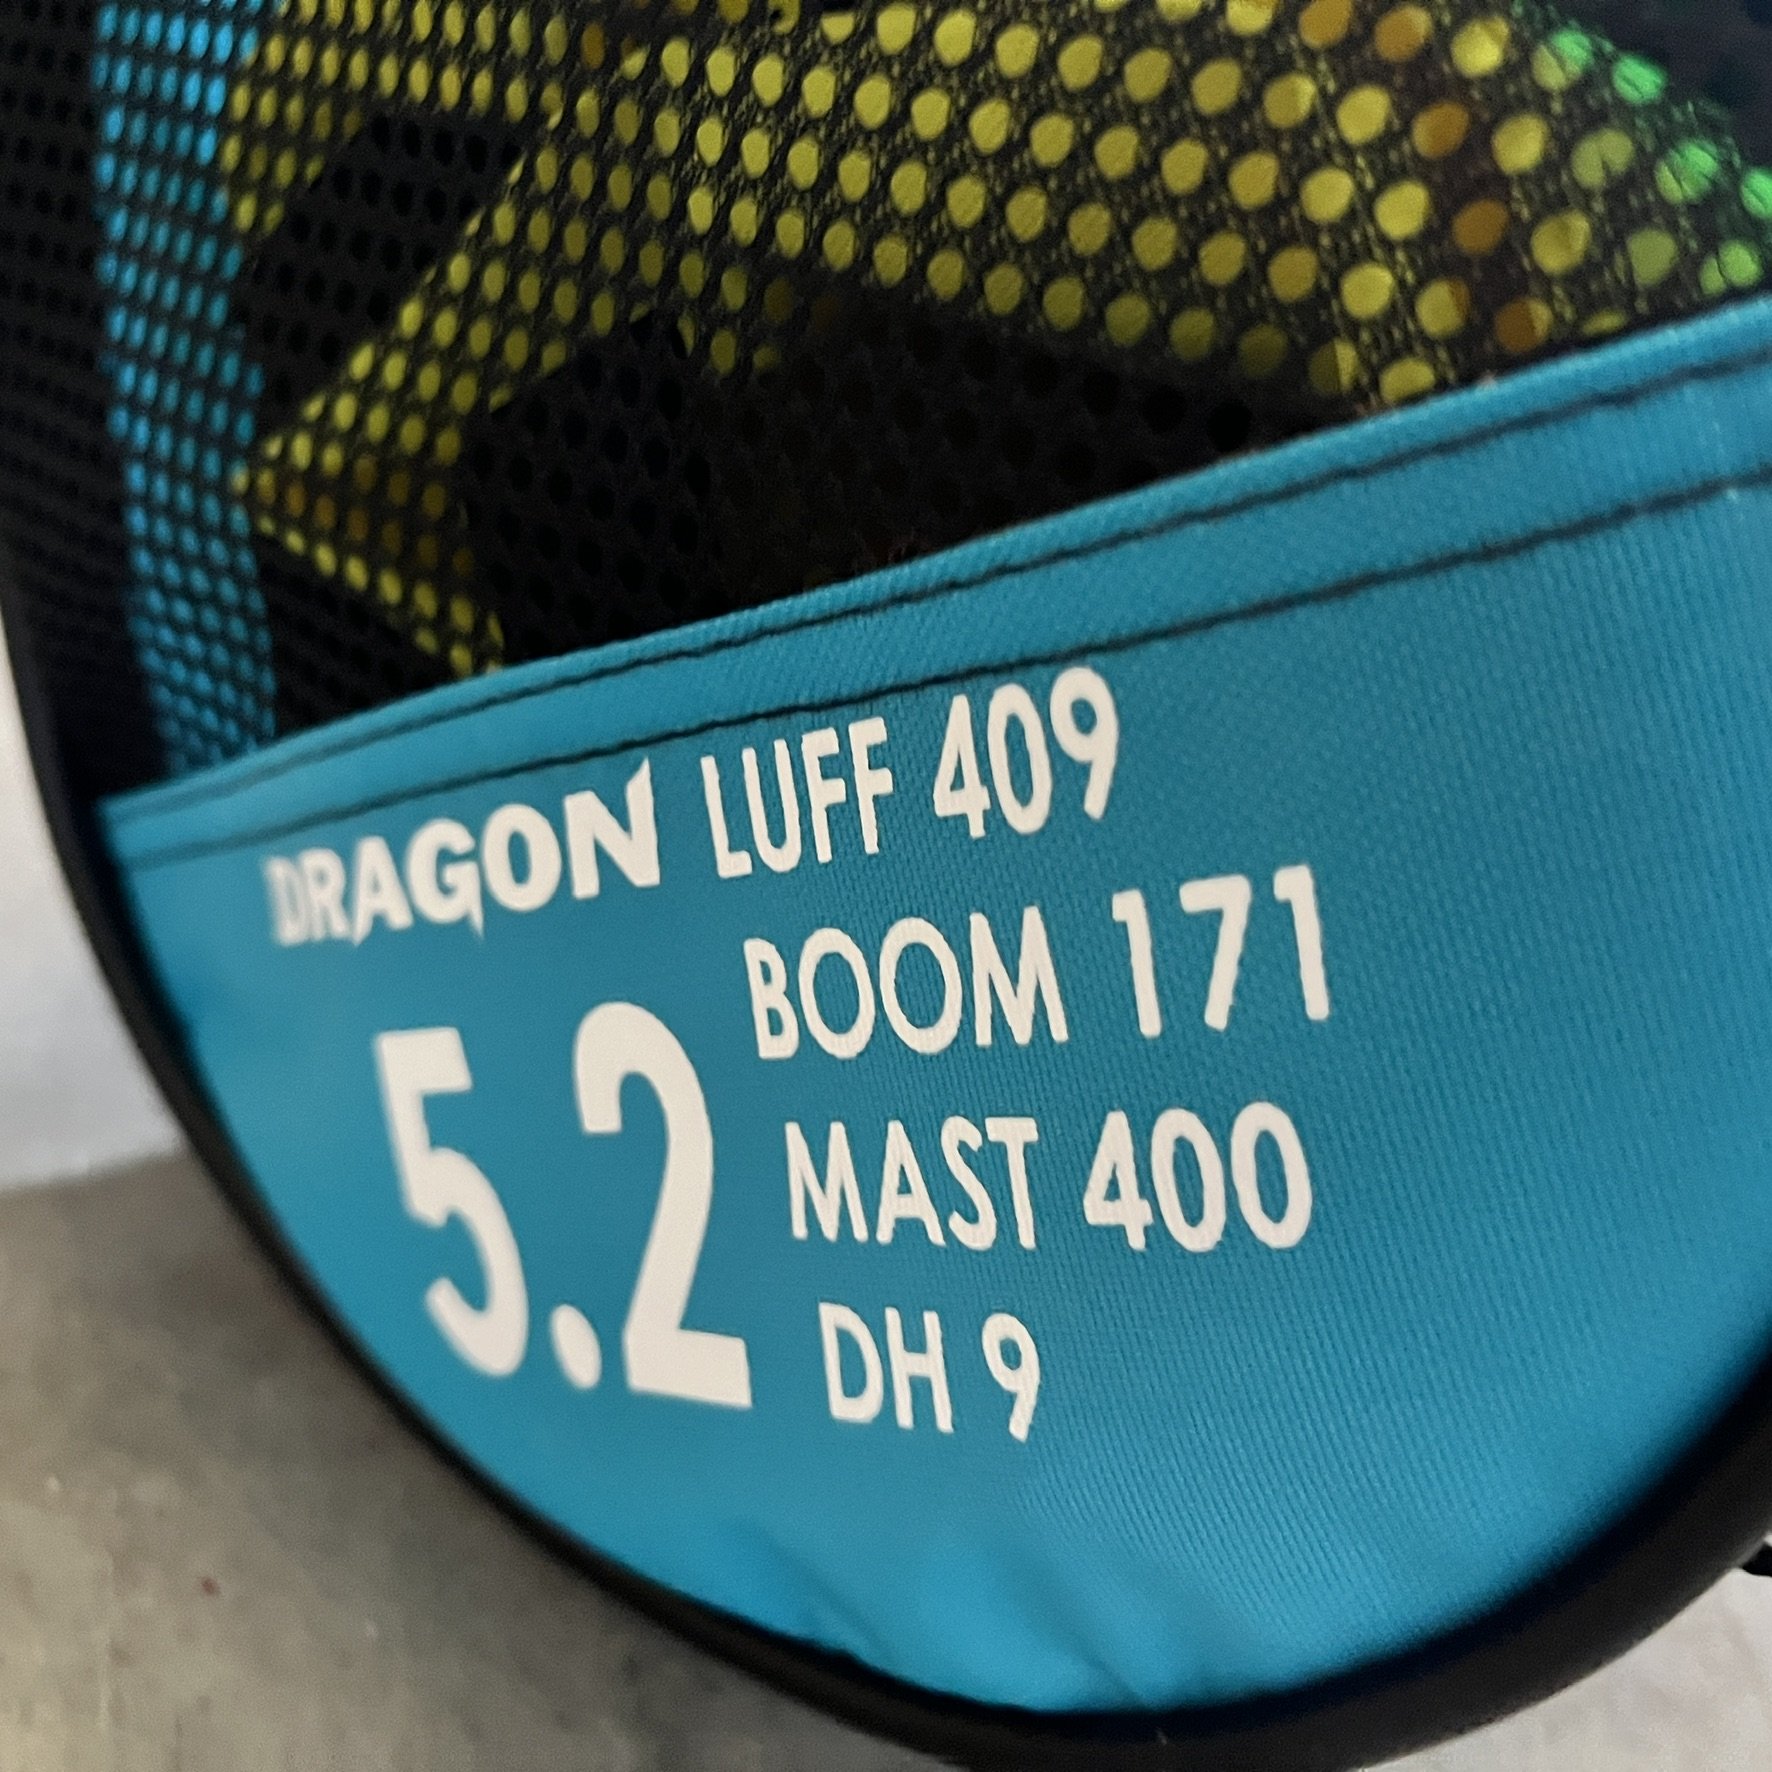 DRAGON LUFF 409
BOOM 171
5.2
MAST 400
DH 9